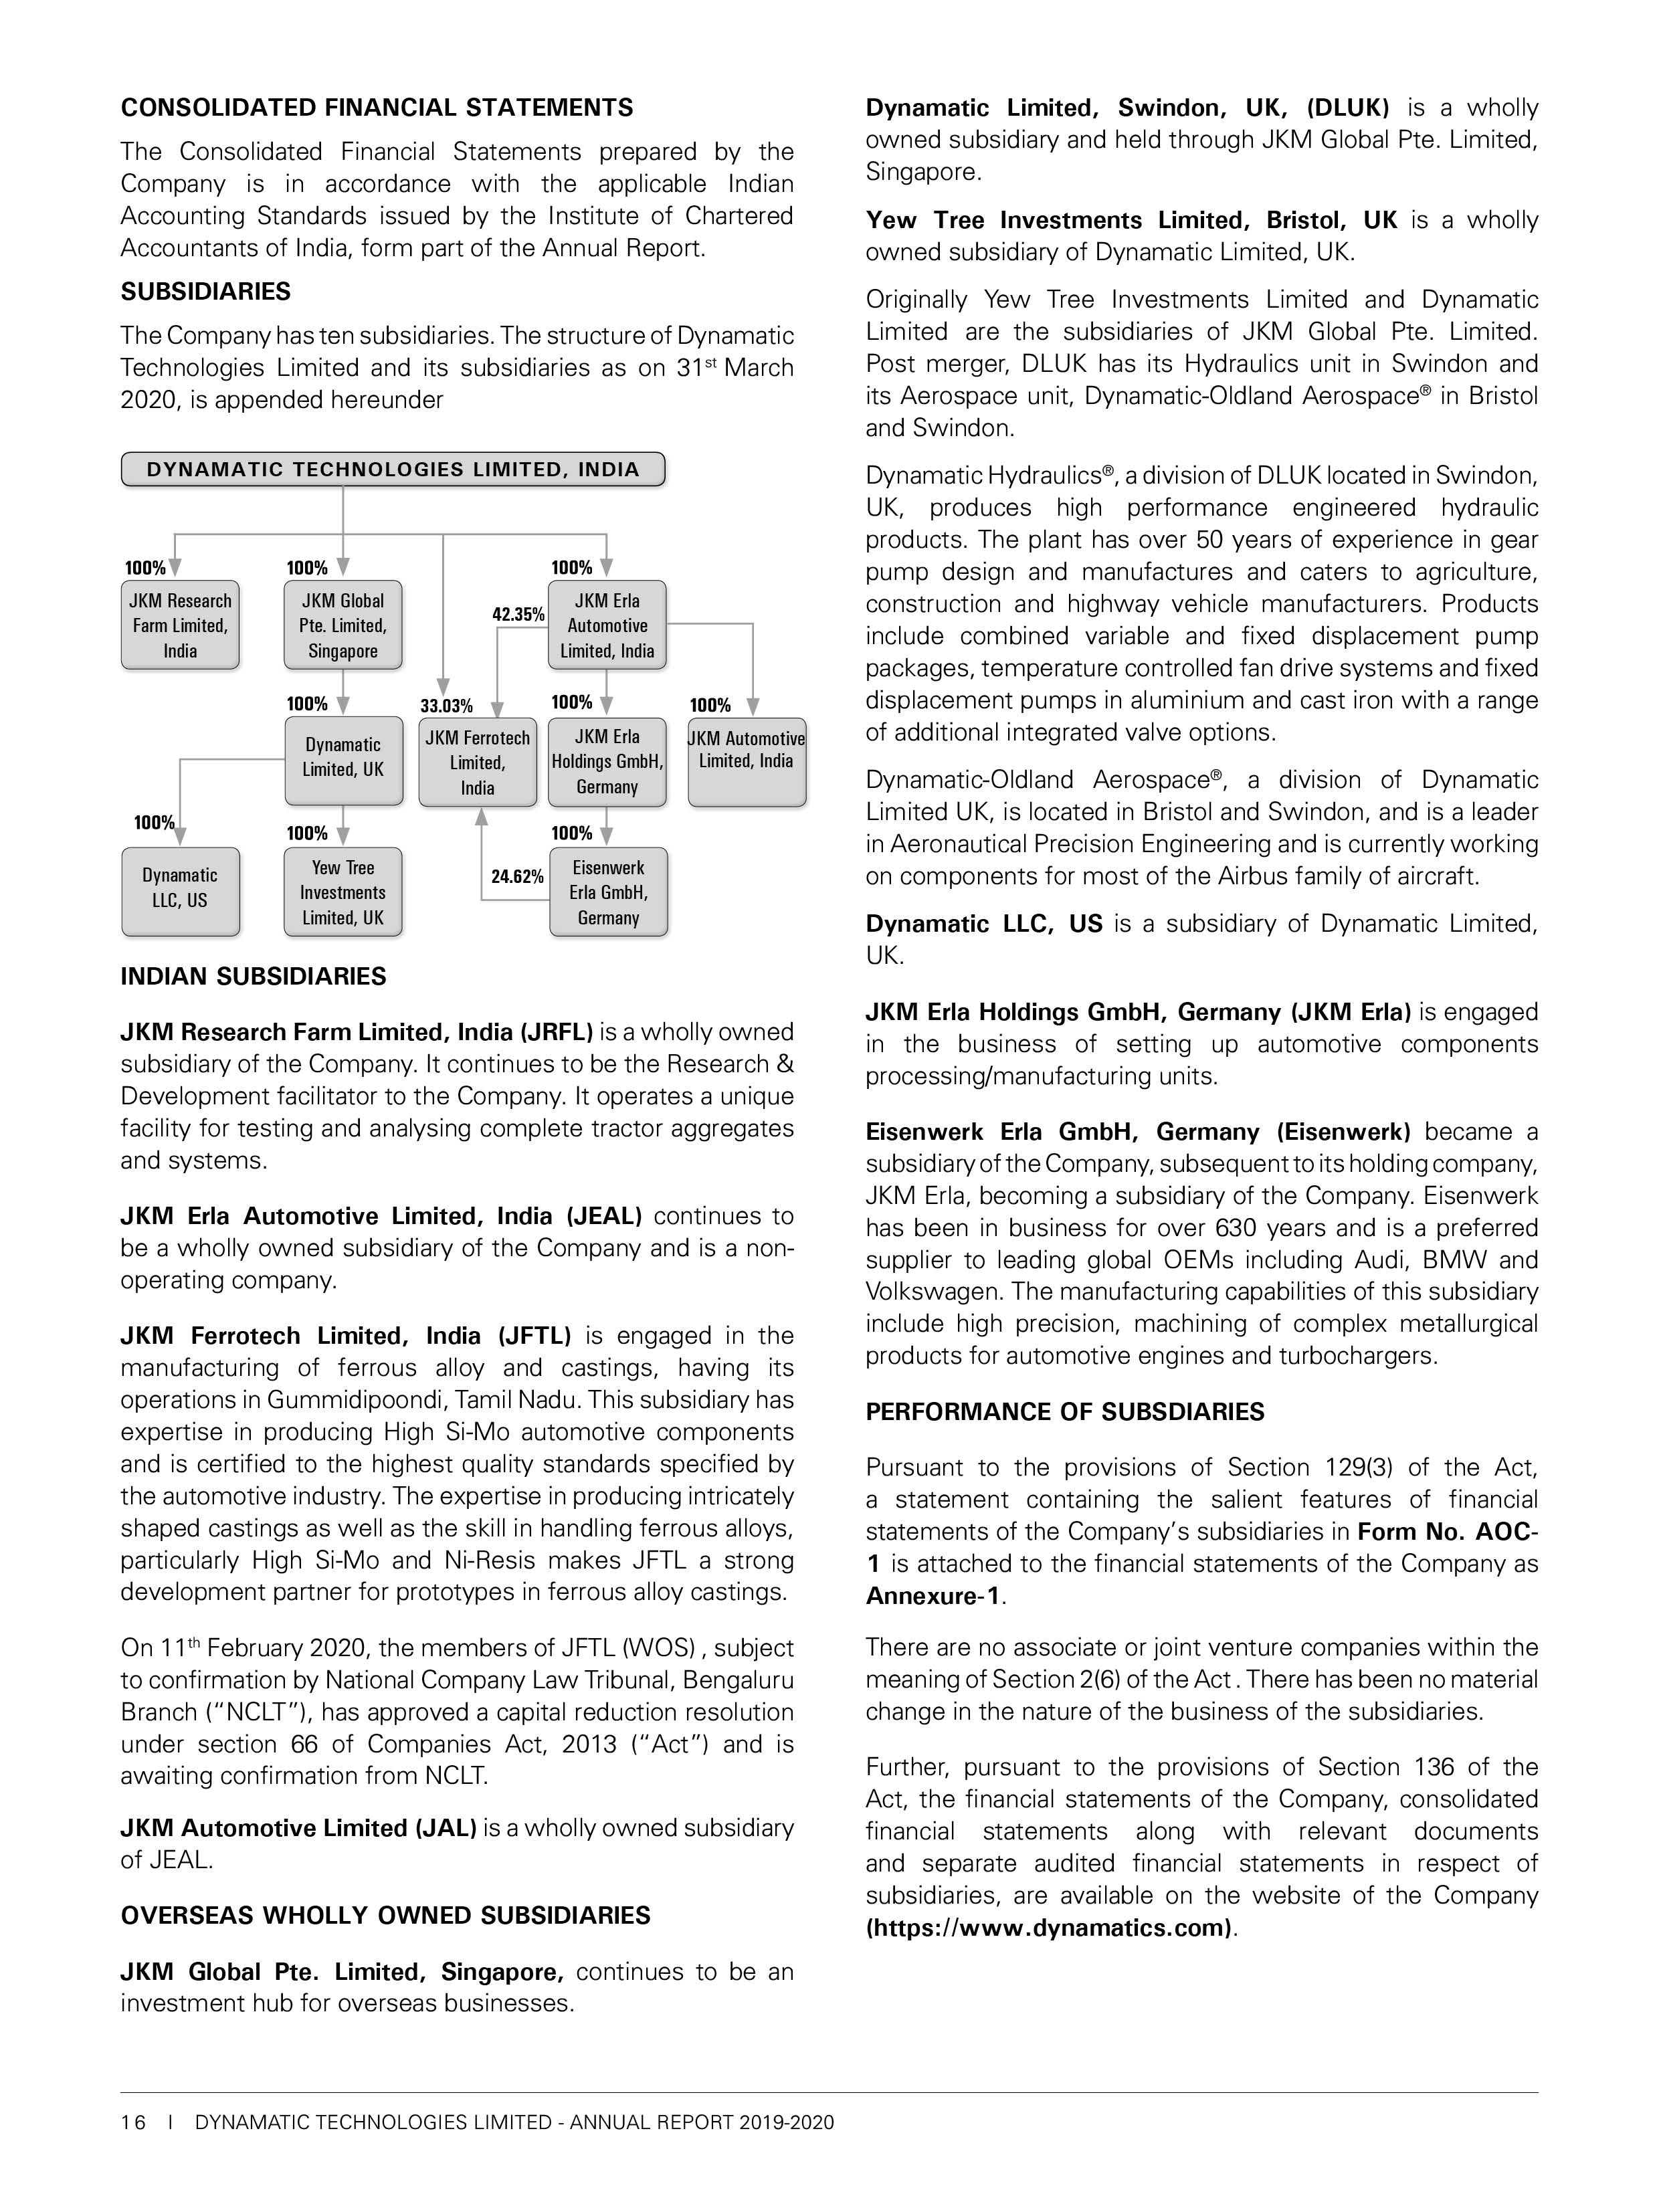 CONSOLIDATED FINANCIAL STATEMENTS
The Consolidated Financial Statements prepared by the
Company is in accordance with the applicable Indian
Accounting Standards issued by the Institute of Chartered
Accountants of India, form part of the Annual Report.
SUBSIDIARIES
The Company has ten subsidiaries. The structure of Dynamatic
Technologies Limited and its subsidiaries as on 31st March
2020, is appended hereunder
DYNAMATIC TECHNOLOGIES LIMITED, INDIA
100%
JKM Research
Farm Limited,
India
100%
JKM Global
Pte. Limited,
Singapore
100%
JKM Erla
Automotive
Limited, India
42.35%
100%
Dynamatic
Limited, UK
33.03%
JKM Ferrotech
Limited,
India
100%
JKM Erla
Holdings GmbH,
Germany
100%
JKM Automotive
Limited, India
100%
Dynamatic
LLC, US
100%
Yew Tree
Investments
Limited, UK
24.62%
100%
Eisenwerk
Erla GmbH,
Germany
INDIAN SUBSIDIARIES
JKM Research Farm Limited, India (JRFL) is a wholly owned
subsidiary of the Company. It continues to be the Research &
Development facilitator to the Company. It operates a unique
facility for testing and analysing complete tractor aggregates
and systems.
JKM Erla Automotive Limited, India (JEAL) continues to
be a wholly owned subsidiary of the Company and is a non-
operating company.
JKM Ferrotech Limited, India (JFTL) is engaged in the
manufacturing of ferrous alloy and castings, having its
operations in Gummidipoondi, Tamil Nadu. This subsidiary has
expertise in producing High Si-Mo automotive components
and is certified to the highest quality standards specified by
the automotive industry. The expertise in producing intricately
shaped castings as well as the skill in handling ferrous alloys,
particularly High Si-Mo and Ni-Resis makes JFTL a strong
development partner for prototypes in ferrous alloy castings.
On 11th February 2020, the members of JFTL (WOS) , subject
to confirmation by National Company Law Tribunal, Bengaluru
Branch (“NCLT”), has approved a capital reduction resolution
under section 66 of Companies Act, 2013 (“Act”) and is
awaiting confirmation from NCLT.
JKM Automotive Limited (JAL) is a wholly owned subsidiary
of JEAL.
OVERSEAS WHOLLY OWNED SUBSIDIARIES
JKM Global Pte. Limited, Singapore, continues to be an
investment hub for overseas businesses.
Dynamatic Limited, Swindon, UK, (DLUK) is a wholly
owned subsidiary and held through JKM Global Pte. Limited,
Singapore.
Yew Tree Investments Limited, Bristol, UK is a wholly
owned subsidiary of Dynamatic Limited, UK.
Originally Yew Tree Investments Limited and Dynamatic
Limited are the subsidiaries of JKM Global Pte. Limited.
Post merger, DLUK has its Hydraulics unit in Swindon and
its Aerospace unit, Dynamatic-Oldland Aerospace® in Bristol
and Swindon.
Dynamatic Hydraulics®, a division of DLUK located in Swindon,
UK, produces high performance engineered hydraulic
products. The plant has over 50 years of experience in gear
pump design and manufactures and caters to agriculture,
construction and highway vehicle manufacturers. Products
include combined variable and fixed displacement pump
packages, temperature controlled fan drive systems and fixed
displacement pumps in aluminium and cast iron with a range
of additional integrated valve options.
Dynamatic-Oldland Aerospace®, a division of Dynamatic
Limited UK, is located in Bristol and Swindon, and is a leader
in Aeronautical Precision Engineering and is currently working
on components for most of the Airbus family of aircraft.
Dynamatic LLC, US is a subsidiary of Dynamatic Limited,
UK.
JKM Erla Holdings GmbH, Germany (JKM Erla) is engaged
in the business of setting up automotive components
processing/manufacturing units.
Eisenwerk Erla GmbH, Germany (Eisenwerk) became a
subsidiary of the Company, subsequent to its holding company,
JKM Erla, becoming a subsidiary of the Company. Eisenwerk
has been in business for over 630 years and is a preferred
supplier to leading global OEMs including Audi, BMW and
Volkswagen. The manufacturing capabilities of this subsidiary
include high precision, machining of complex metallurgical
products for automotive engines and turbochargers.
PERFORMANCE OF SUBSDIARIES
Pursuant to the provisions of Section 129(3) of the Act,
a statement containing the salient features of financial
statements of the Company’s subsidiaries in Form No. AOC-
1 is attached to the financial statements of the Company as
Annexure-1.
There are no associate or joint venture companies within the
meaning of Section 2(6) of the Act . There has been no material
change in the nature of the business of the subsidiaries.
Further, pursuant to the provisions of Section 136 of the
Act, the financial statements of the Company, consolidated
financial statements along with relevant documents
and separate audited financial statements in respect of
subsidiaries, are available on the website of the Company
(https://www.dynamatics.com).
16 I DYNAMATIC TECHNOLOGIES LIMITED - ANNUAL REPORT 2019-2020